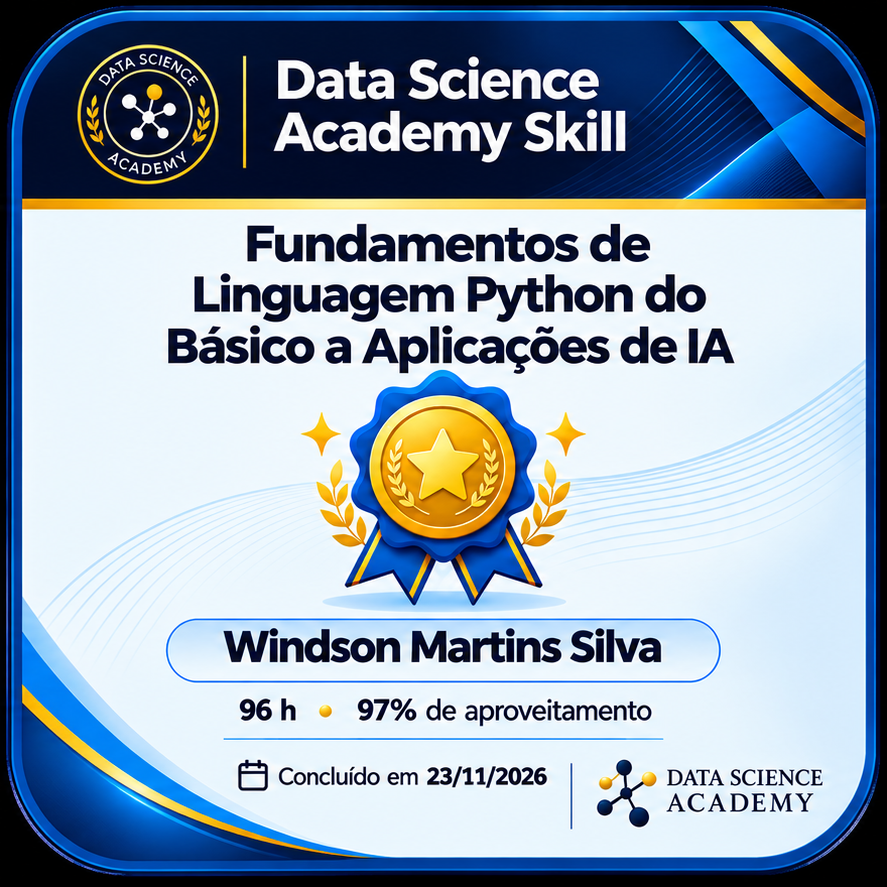 DATA SCIENCE
ACADEMY
Data Science
Academy Skill
Fundamentos de
Linguagem Python do
Básico a Aplicações de IA
Windson Martins Silva
96 h • 97% de aproveitamento
Concluído em 23/11/2026
DATA SCIENCE
ACADEMY